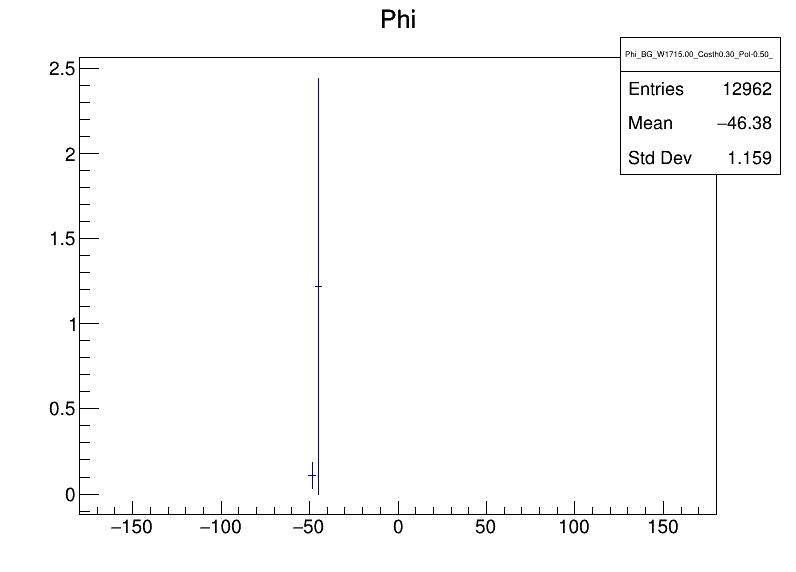 Phi
Phi_BG_W1715.00_Costh0.30_Pol-0.50_
Entries 12962
Mean −46.38
Std Dev 1.159
2.5
2
1.5
1
0.5
0
−150 −100 −50 0 50 100 150